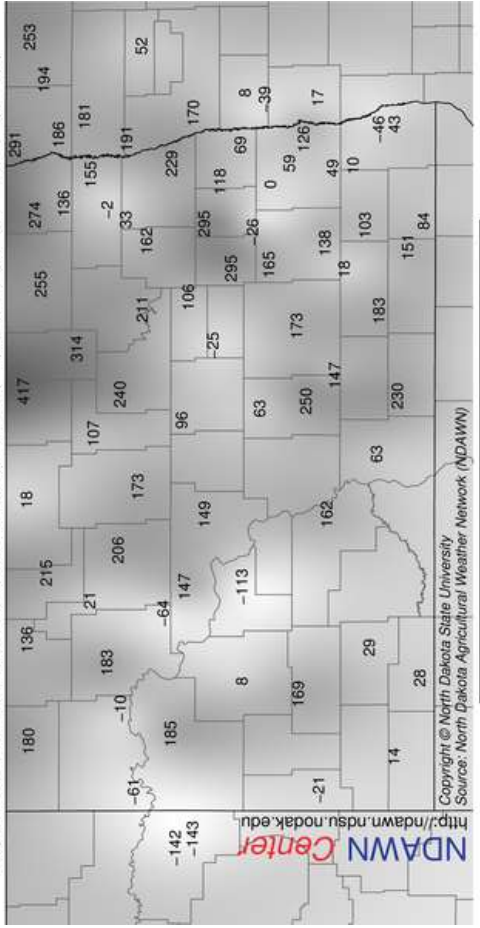 291
180 136 18 417 253
215 255 274 194
136 186
314
21 155 181
107
183 -2
-10 206 240 33 191
-61 173 211 162 52
185 -64 229
-142 147 96 106
-143 170
149 295
-25 118
8 -113 295 69 8
63 -26 -39
165 0
169 173 59
250 126
-21 162 147 138 17
18 49
10
29 63 183 103 -46
14 230 43
151
28 84
NDAWN
Center
http://ndawn.ndsu.nodak.edu
Copyright © North Dakota State University
Source: North Dakota Agricultural Weather Network (NDAWN)